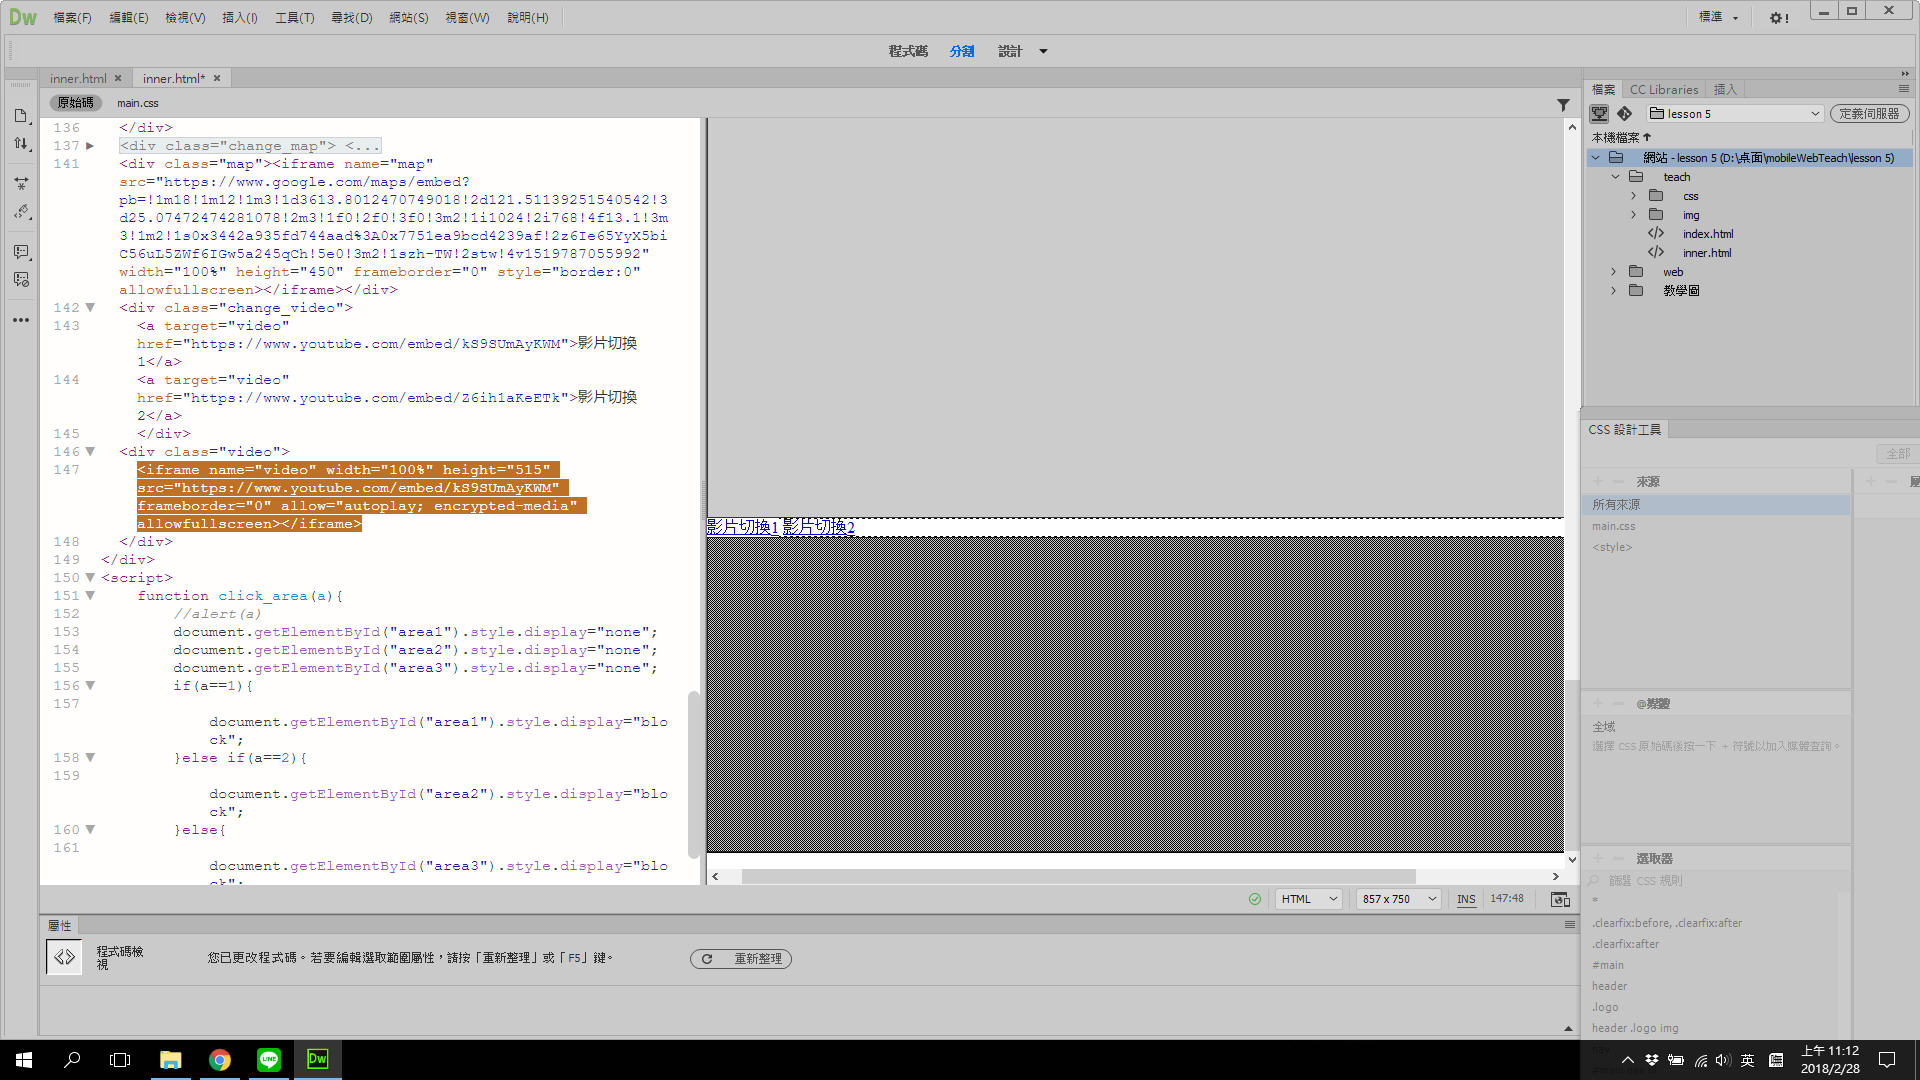 Dw 檔案(F) 編輯(E) 檢視(V) 插入(I) 工具(T) 尋找(D) 網站(S) 視窗(W) 說明(H) 標準 !
程式碼 分割 設計
inner.html × inner.html* ×
原始碼 main.css
136 </div>
137 <div class="change_map"> <...
141 <div class="map"><iframe name="map"
src="https://www.google.com/maps/embed?
pb=!1m18!1m12!1m3!1d3613.8012470749018!2d121.51139251540542!3
d25.07472474281078!2m3!1f0!2f0!3f0!3m2!1i1024!2i768!4f13.1!3m
3!1m2!1s0x3442a935fd744aad%3A0x7751ea9bcd4239af!2z6Ie65YyX5bi
C56uL5ZWf6IGw5a245qCh!5e0!3m2!1szh-TW!2stw!4v1519787055992"
width="100%" height="450" frameborder="0" style="border:0"
allowfullscreen></iframe></div>
142 <div class="change_video">
143 <a target="video"
href="https://www.youtube.com/embed/kS9SUmAyKWM">影片切換
1</a>
144 <a target="video"
href="https://www.youtube.com/embed/Z6ih1aKeETk">影片切換
2</a>
145 </div>
146 <div class="video">
147 <iframe name="video" width="100%" height="515"
src="https://www.youtube.com/embed/kS9SUmAyKWM"
frameborder="0" allow="autoplay; encrypted-media"
allowfullscreen></iframe>
148 </div>
149 </div>
150 <script>
151 function click_area(a){
152 //alert(a)
153 document.getElementById("area1").style.display="none";
154 document.getElementById("area2").style.display="none";
155 document.getElementById("area3").style.display="none";
156 if(a==1){
157
document.getElementById("area1").style.display="blo
ck";
158 }else if(a==2){
159
document.getElementById("area2").style.display="blo
ck";
160 }else{
161
document.getElementById("area3").style.display="blo
ck";
影片切換1 影片切換2
HTML 857 x 750 INS 147:48
屬性
程式碼檢
視
您已更改程式碼。若要編輯選取範圍屬性，請按「重新整理」或「F5」鍵。
重新整理
檔案 CC Libraries 插入
lesson 5 定義伺服器
本機檔案
網站 - lesson 5 (D:\桌面\mobileWebTeach\lesson 5)
teach
css
img
index.html
inner.html
web
教學圖
CSS 設計工具
全部
來源
所有來源
main.css
<style>
@媒體
全域
選擇 CSS 原始碼後按一下 + 符號以加入媒體查詢。
選取器
篩選 CSS 規則
*
.clearfix:before, .clearfix:after
.clearfix:after
#main
header
.logo
header .logo img
LINE
Dw
英
上午 11:12
2018/2/28